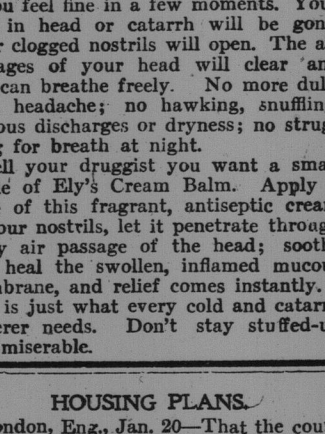 ou feel fine in a few moments. You
in head or catarrh will be gon
r clogged nostrils will open. The a
ages of your head will clear an
can breathe freely. No more dul
headache; no hawking, snufflin
ous discharges or dryness; no strug
g for breath at night.
ell your druggist you want a sma
le of Ely's Cream Balm. Apply
e of this fragrant, antiseptic crea
our nostrils, let it penetrate throug
y air passage of the head; sooth
heal the swollen, inflamed mucou
mbrane, and relief comes instantly.
is just what every cold and catarr
erer needs. Don't stay stuffed-u
miserable.
HOUSING PLANS.
ondon, Eng., Jan. 20—That the cou